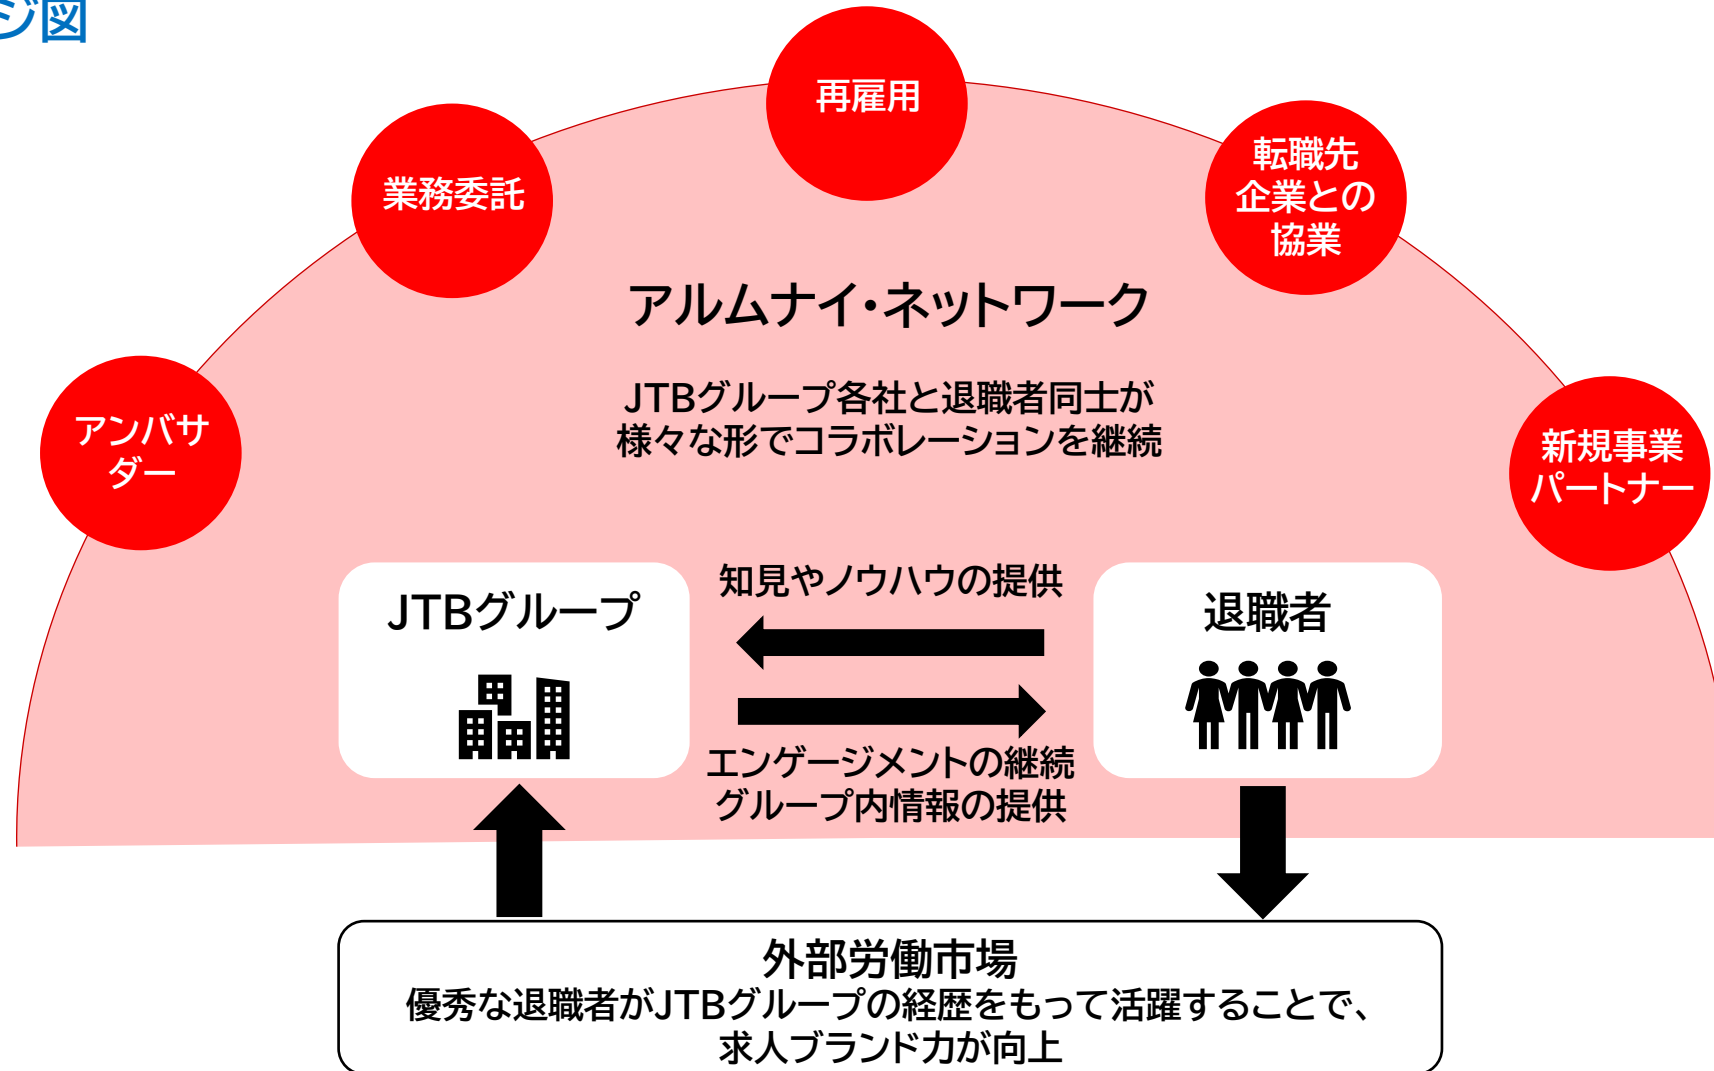 ジ図
再雇用
業務委託
転職先
企業との
協業
アルムナイ・ネットワーク
JTBグループ各社と退職者同士が
様々な形でコラボレーションを継続
アンバサ
ダー
新規事業
パートナー
JTBグループ
知見やノウハウの提供
退職者
エンゲージメントの継続
グループ内情報の提供
外部労働市場
優秀な退職者がJTBグループの経歴をもって活躍することで、
求人ブランド力が向上